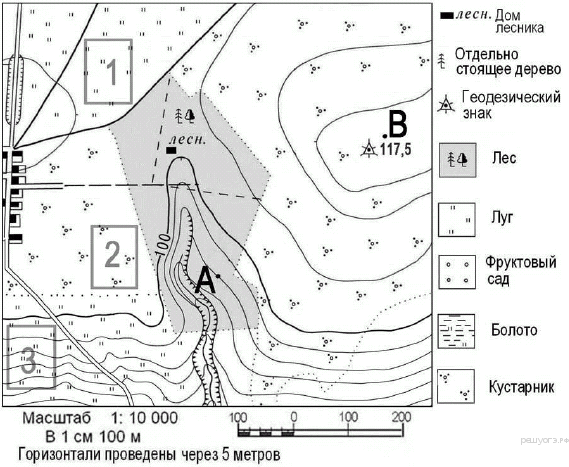 лесн. Дом
лесника
Отдельно
стоящее дерево
Геодезический
знак
Лес
Луг
Фруктовый
сад
Болото
Кустарник
1
.В
117,5
лесн.
100
2
А
3
Масштаб 1: 10 000
В 1 см 100 м
Горизонтали проведены через 5 метров
100 0 100 200
решуогэ.рф